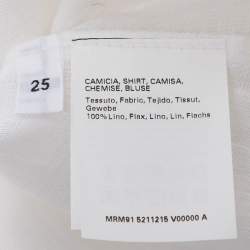 25
CAMICIA, SHIRT, CAMISA,
CHEMISE, BLUSE
Tessuto, Fabric, Tejido, Tissut,
Gewebe
100% Lino, Flax, Lino, Lin, Flachs
MRM91 5211215 V00000 A